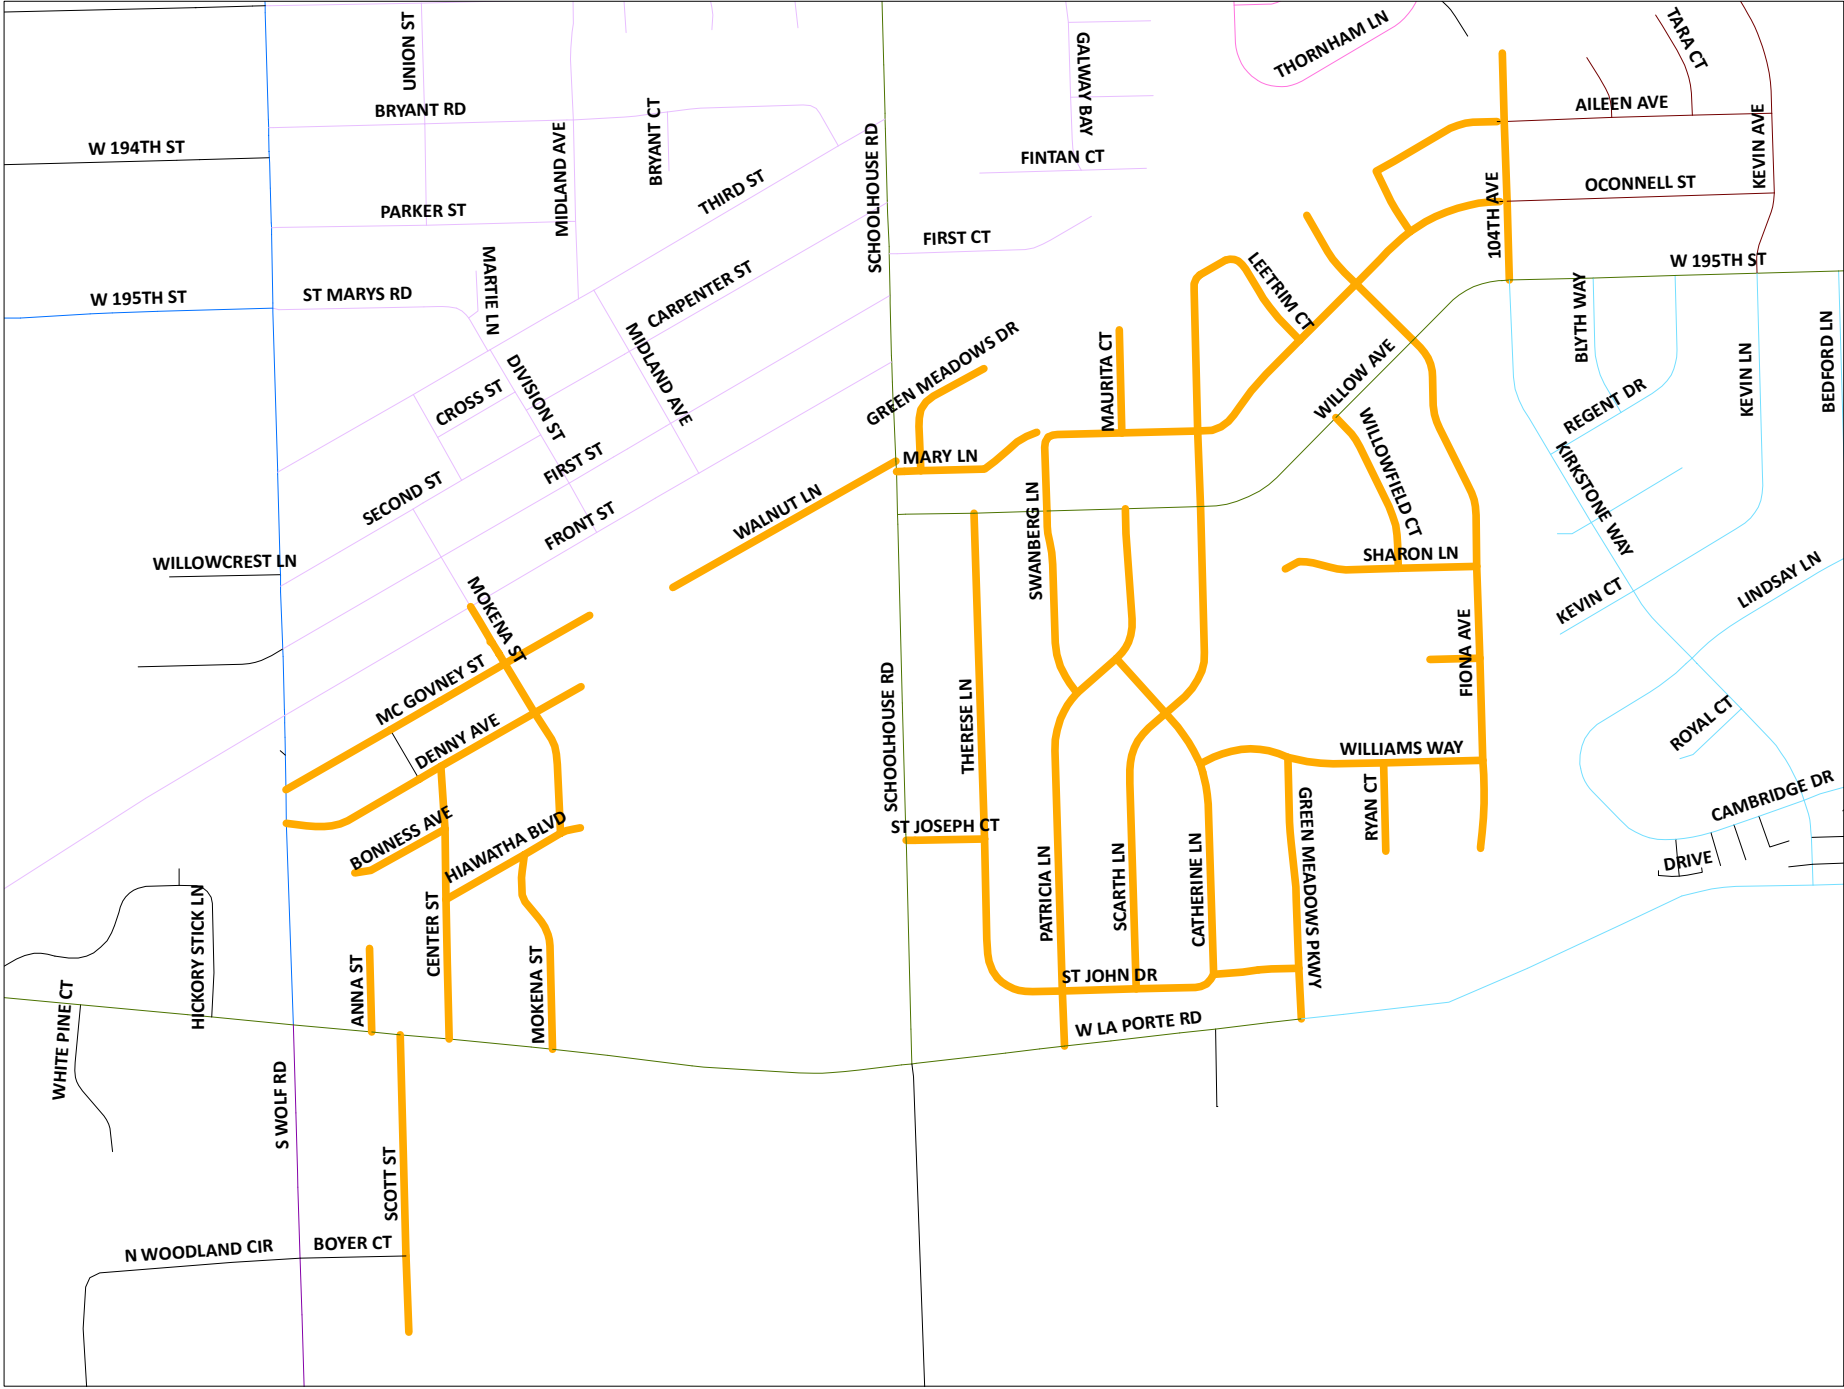 UNION ST
BRYANT RD
W 194TH ST
MIDLAND AVE
BRYANT CT
THIRD ST
PARKER ST
SCHOOLHOUSE RD
GALWAY BAY
FINTAN CT
FIRST CT
THORNHAM LN
TARA CT
AILEEN AVE
KEVIN AVE
OCONNELL ST
104TH AVE
W 195TH ST
W 195TH ST
ST MARYS RD
MARTIE LN
CARPENTER ST
MIDLAND AVE
DIVISION ST
CROSS ST
SECOND ST
FIRST ST
FRONT ST
GREEN MEADOWS DR
MARY LN
WALNUT LN
MAURITA CT
LEETRIM CT
WILLOW AVE
WILLOWFIELD CT
SHARON LN
BLYTH WAY
REGENT DR
KEVIN LN
BEDFORD LN
KIRKSTONE WAY
KEVIN CT
LINDSAY LN
WILLOWCREST LN
MOKENA ST
MC GOVNEY ST
DENNY AVE
SWANBERG LN
THERESE LN
SCHOOLHOUSE RD
FIONA AVE
WILLIAMS WAY
ROYAL CT
CAMBRIDGE DR
DRIVE
RYAN CT
GREEN MEADOWS PKWY
ST JOSEPH CT
PATRICIA LN
SCARTH LN
CATHERINE LN
ST JOHN DR
W LA PORTE RD
BONNESS AVE
HIAWATHA BLVD
CENTER ST
MOKENA ST
ANNA ST
HICKORY STICK LN
WHITE PINE CT
S WOLF RD
SCOTT ST
N WOODLAND CIR
BOYER CT